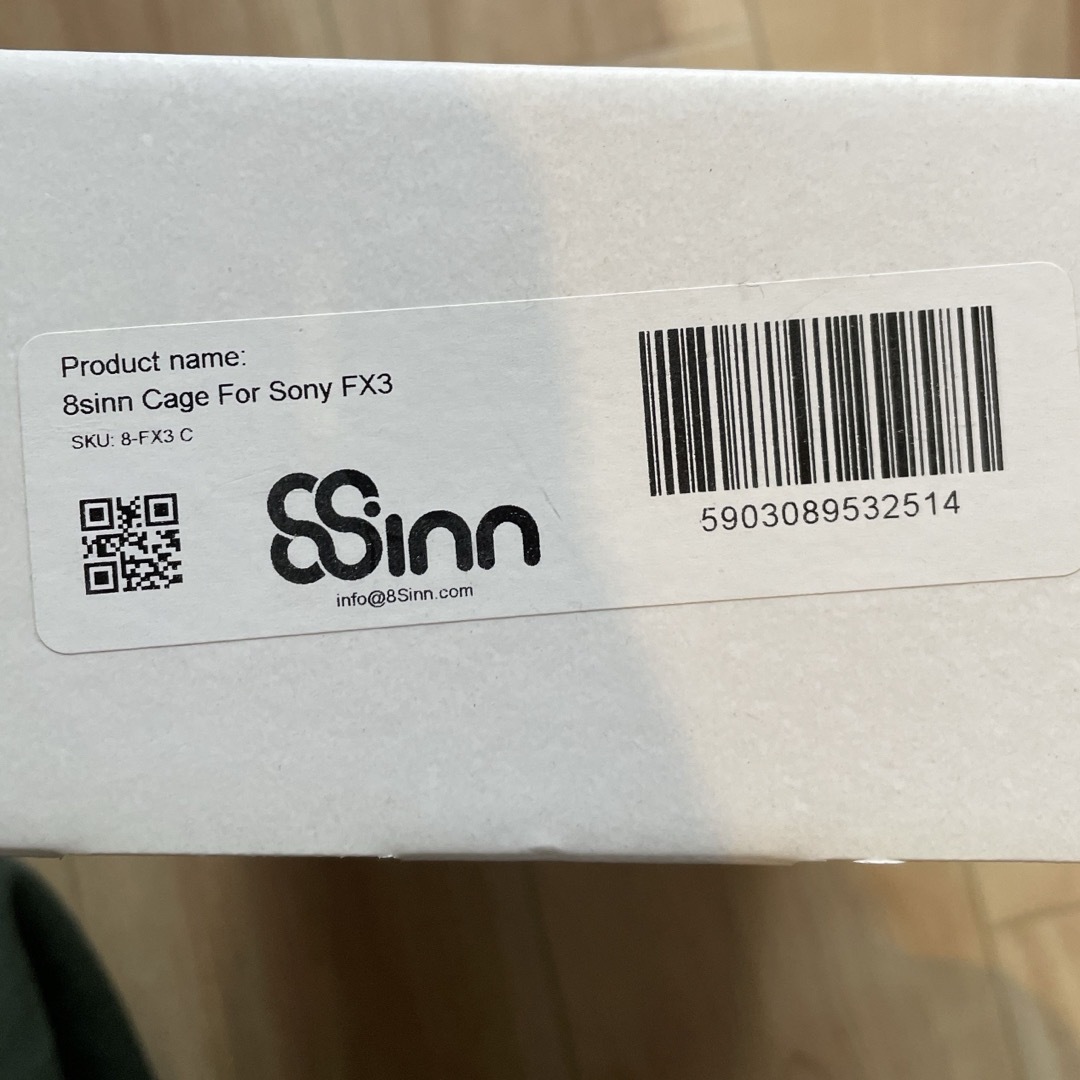 Product name:
8sinn Cage For Sony FX3
SKU: 8-FX3 C
8Sinn
info@8Sinn.com
5903089532514